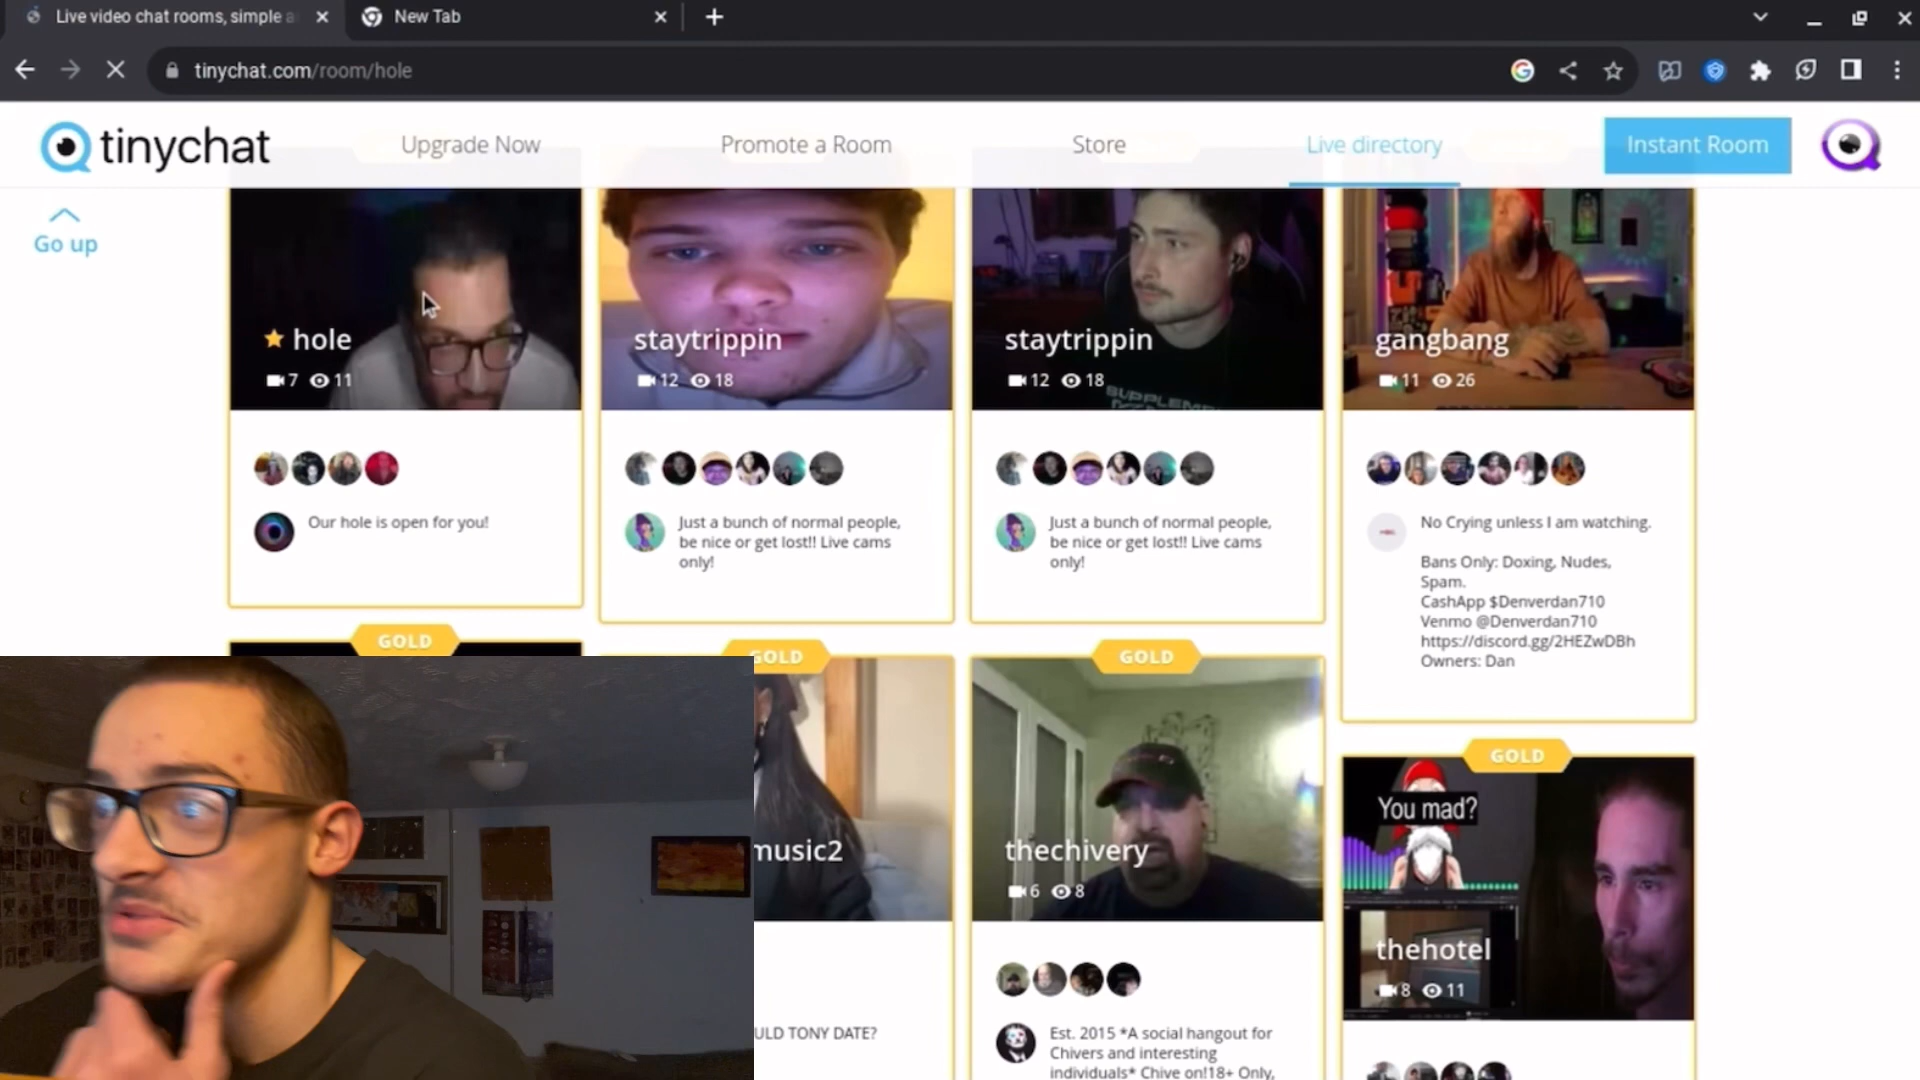 Live video chat rooms, simple a
New Tab
tinychat.com/room/hole
tinychat
Upgrade Now
Promote a Room
Store
Live directory
Instant Room
Go up
hole
7 11
staytrippin
12 18
staytrippin
12 18
gangbang
11 26
Our hole is open for you!
Just a bunch of normal people,
be nice or get lost!! Live cams
only!
Just a bunch of normal people,
be nice or get lost!! Live cams
only!
No Crying unless I am watching.
Bans Only: Doxing, Nudes,
Spam.
CashApp $Denverdan710
Venmo @Denverdan710
https://discord.gg/2HEZwDBh
Owners: Dan
GOLD
GOLD
GOLD
GOLD
music2
thechivery
6 8
You mad?
thehotel
8 11
ULD TONY DATE?
Est. 2015 *A social hangout for
Chivers and interesting
individuals* Chive on!18+ Only,